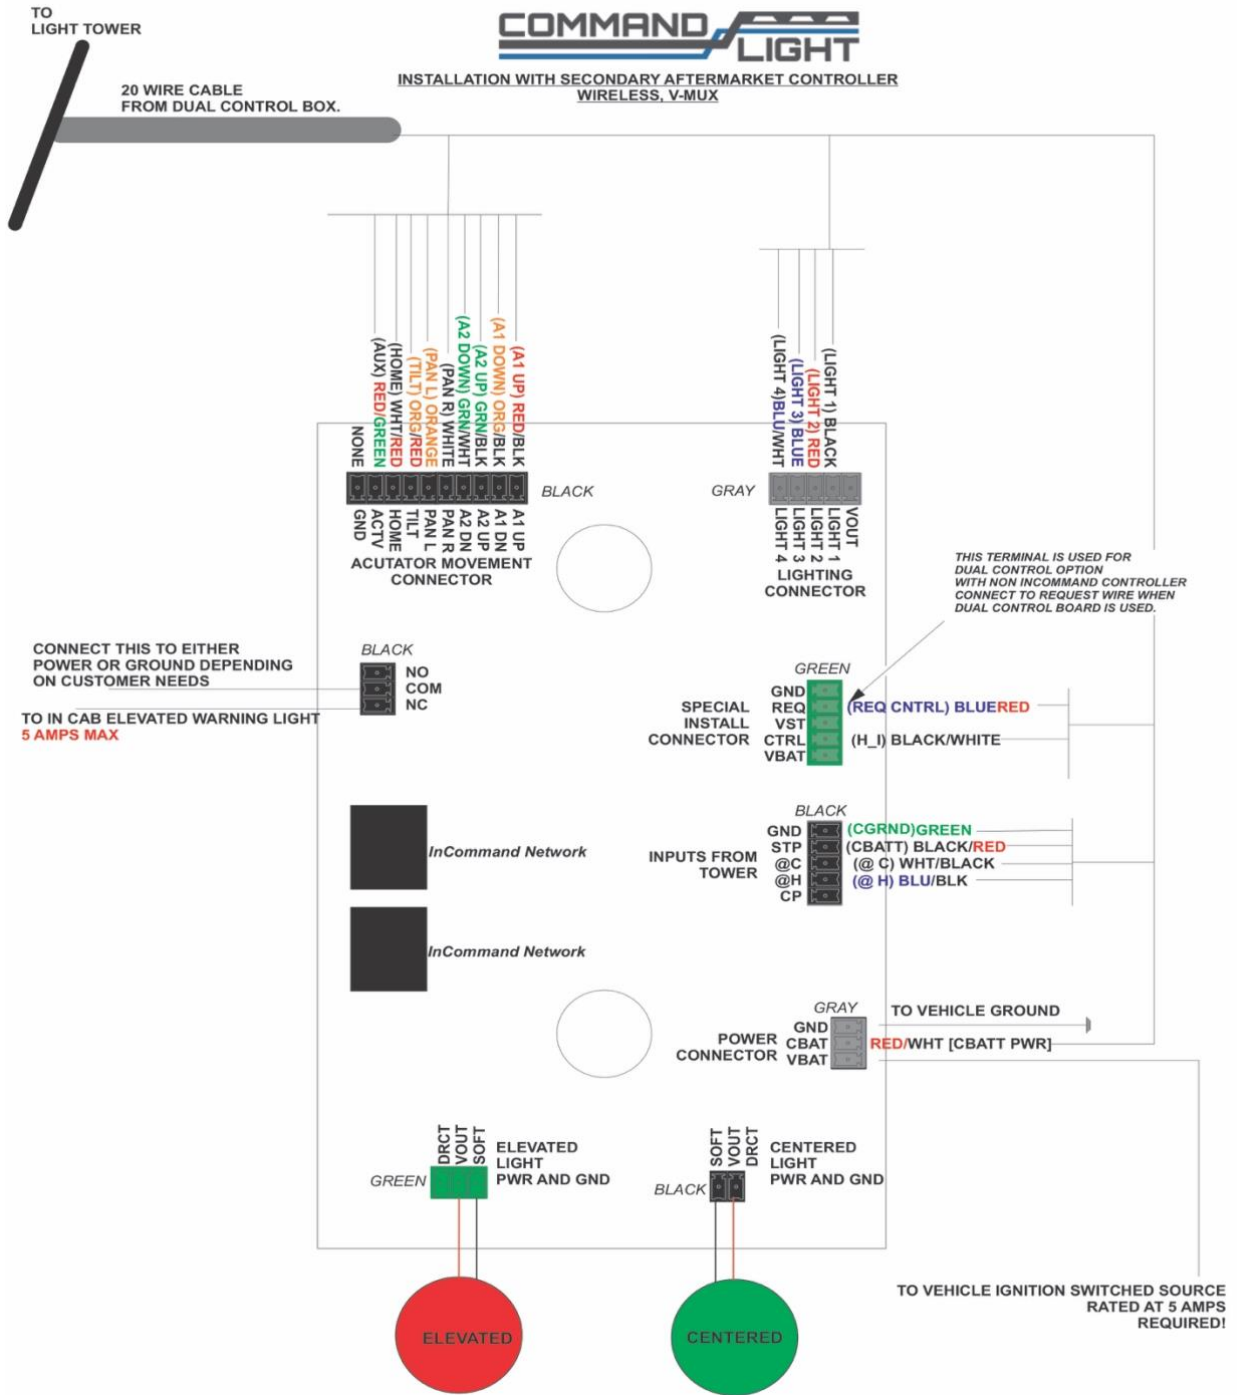 TO
LIGHT TOWER
COMMAND
LIGHT
INSTALLATION WITH SECONDARY AFTERMARKET CONTROLLER
WIRELESS, V-MUX
20 WIRE CABLE
FROM DUAL CONTROL BOX.
NONE
(AUX) RED/GREEN
(HOME) WHT/RED
(TILT) ORG/RED
(PAN L) ORANGE
(PAN R) WHITE
(A2 DOWN) GRN/WHT
(A2 UP) GRN/BLK
(A1 DOWN) ORG/BLK
(A1 UP) RED/BLK
BLACK
GND
ACTV
HOME
TILT
PAN L
PAN R
A2 DN
A2 UP
A1 DN
A1 UP
ACUTATOR MOVEMENT
CONNECTOR
(LIGHT 4)BLU/WHT
(LIGHT 3) BLUE
(LIGHT 2) RED
(LIGHT 1) BLACK
GRAY
LIGHT 4
LIGHT 3
LIGHT 2
LIGHT 1
VOUT
LIGHTING
CONNECTOR
THIS TERMINAL IS USED FOR
DUAL CONTROL OPTION
WITH NON INCOMMAND CONTROLLER
CONNECT TO REQUEST WIRE WHEN
DUAL CONTROL BOARD IS USED.
CONNECT THIS TO EITHER
POWER OR GROUND DEPENDING
ON CUSTOMER NEEDS
TO IN CAB ELEVATED WARNING LIGHT
5 AMPS MAX
BLACK
NO
COM
NC
GREEN
SPECIAL
INSTALL
CONNECTOR
GND
REQ
VST
CTRL
VBAT
(REQ CNTRL) BLUERED
(H_I) BLACK/WHITE
BLACK
INPUTS FROM
TOWER
GND
STP
@C
@H
CP
(CGRND)GREEN
(CBATT) BLACK/RED
(@ C) WHT/BLACK
(@ H) BLU/BLK
InCommand Network
InCommand Network
GRAY
POWER
CONNECTOR
GND
CBAT
VBAT
TO VEHICLE GROUND
RED/WHT [CBATT PWR]
GREEN
DRCT
VOUT
SOFT
ELEVATED
LIGHT
PWR AND GND
BLACK
SOFT
VOUT
DRCT
CENTERED
LIGHT
PWR AND GND
TO VEHICLE IGNITION SWITCHED SOURCE
RATED AT 5 AMPS
REQUIRED!
ELEVATED
CENTERED